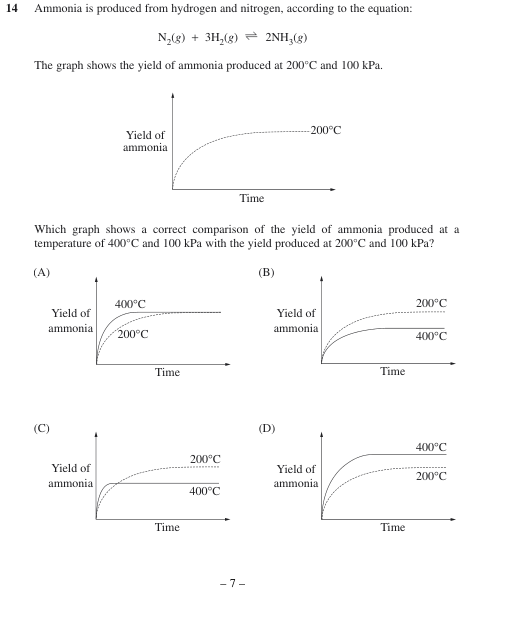 14 Ammonia is produced from hydrogen and nitrogen, according to the equation:
N₂(g) + 3H₂(g) ⇌ 2NH₃(g)
The graph shows the yield of ammonia produced at 200°C and 100 kPa.
Yield of
ammonia
200°C
Time
Which graph shows a correct comparison of the yield of ammonia produced at a
temperature of 400°C and 100 kPa with the yield produced at 200°C and 100 kPa?
(A)
400°C
Yield of
ammonia
200°C
Time
(B)
200°C
Yield of
ammonia
400°C
Time
(C)
200°C
Yield of
ammonia
400°C
Time
(D)
400°C
Yield of
ammonia
200°C
Time
– 7 –